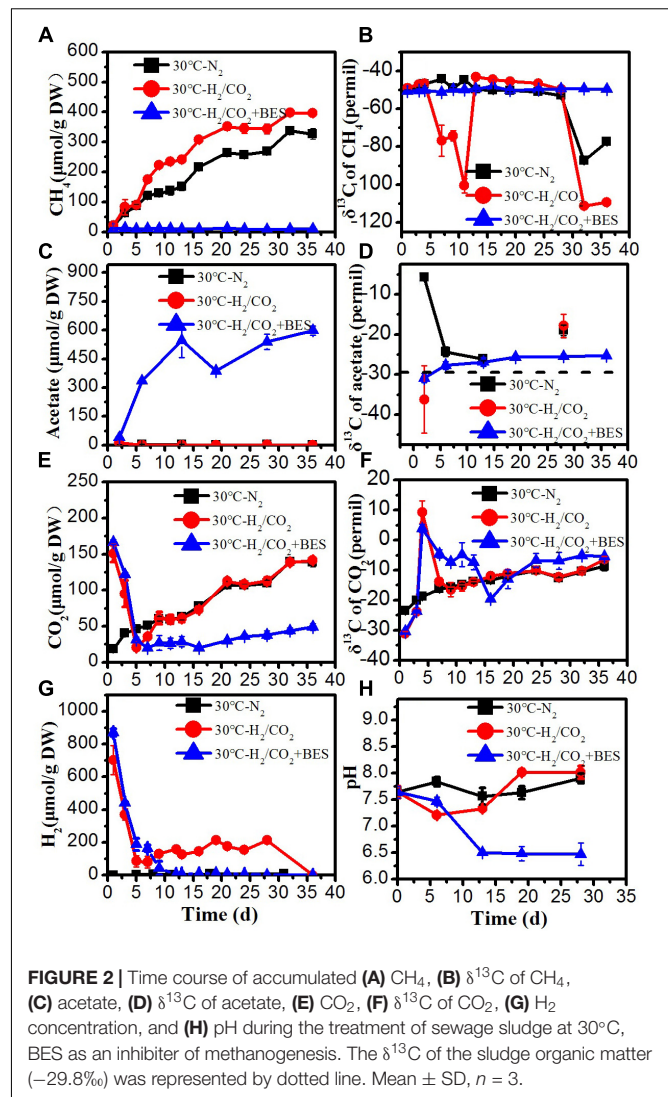 A
CH₄ (μmol/g DW)
600
500
400
300
200
100
0
30℃-N₂
30℃-H₂/CO₂
30℃-H₂/CO₂+BES
0 5 10 15 20 25 30 35 40
B
δ¹³C of CH₄ (permil)
-40
-60
-80
-100
-120
30℃-N₂
30℃-H₂/CO₂
30℃-H₂/CO₂+BES
0 5 10 15 20 25 30 35 40
C
Acetate (μmol/g DW)
900
750
600
450
300
150
0
30℃-N₂
30℃-H₂/CO₂
30℃-H₂/CO₂+BES
0 5 10 15 20 25 30 35 40
D
δ¹³C of acetate (permil)
-10
-20
-30
-40
30℃-N₂
30℃-H₂/CO₂
30℃-H₂/CO₂+BES
0 5 10 15 20 25 30 35 40
E
CO₂ (μmol/g DW)
250
200
150
100
50
0
30℃-N₂
30℃-H₂/CO₂
30℃-H₂/CO₂+BES
0 5 10 15 20 25 30 35 40
F
δ¹³C of CO₂ (permil)
20
10
0
-10
-20
-30
-40
30℃-N₂
30℃-H₂/CO₂
30℃-H₂/CO₂+BES
0 5 10 15 20 25 30 35 40
G
H₂ (μmol/g DW)
1000
800
600
400
200
0
30℃-N₂
30℃-H₂/CO₂
30℃-H₂/CO₂+BES
0 5 10 15 20 25 30 35 40
Time (d)
H
pH
9.0
8.5
8.0
7.5
7.0
6.5
6.0
30℃-N₂
30℃-H₂/CO₂
30℃-H₂/CO₂+BES
0 5 10 15 20 25 30 35
Time (d)
FIGURE 2 | Time course of accumulated (A) CH₄, (B) δ¹³C of CH₄,
(C) acetate, (D) δ¹³C of acetate, (E) CO₂, (F) δ¹³C of CO₂, (G) H₂
concentration, and (H) pH during the treatment of sewage sludge at 30°C,
BES as an inhibiter of methanogenesis. The δ¹³C of the sludge organic matter
(−29.8‰) was represented by dotted line. Mean ± SD, n = 3.